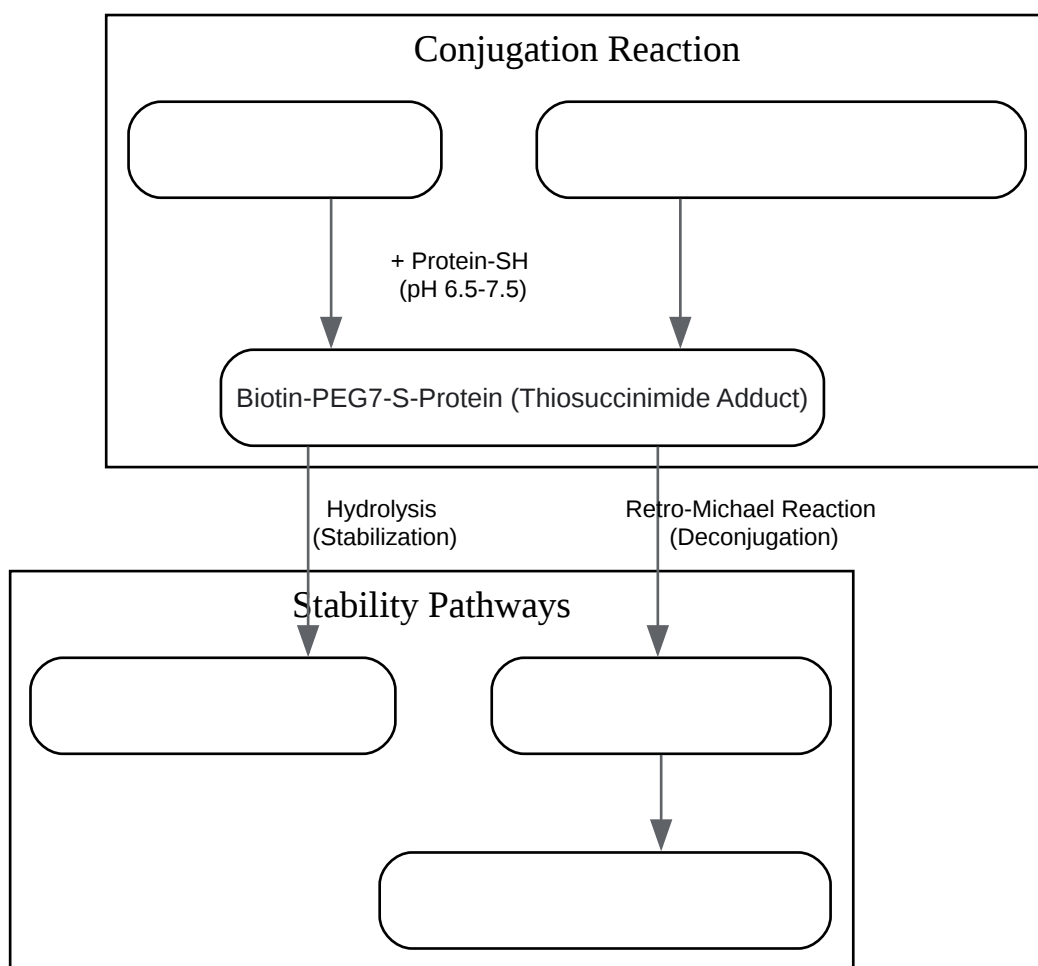 Conjugation Reaction
+ Protein-SH
(pH 6.5-7.5)
Biotin-PEG7-S-Protein (Thiosuccinimide Adduct)
Hydrolysis
(Stabilization)
Retro-Michael Reaction
(Deconjugation)
Stability Pathways